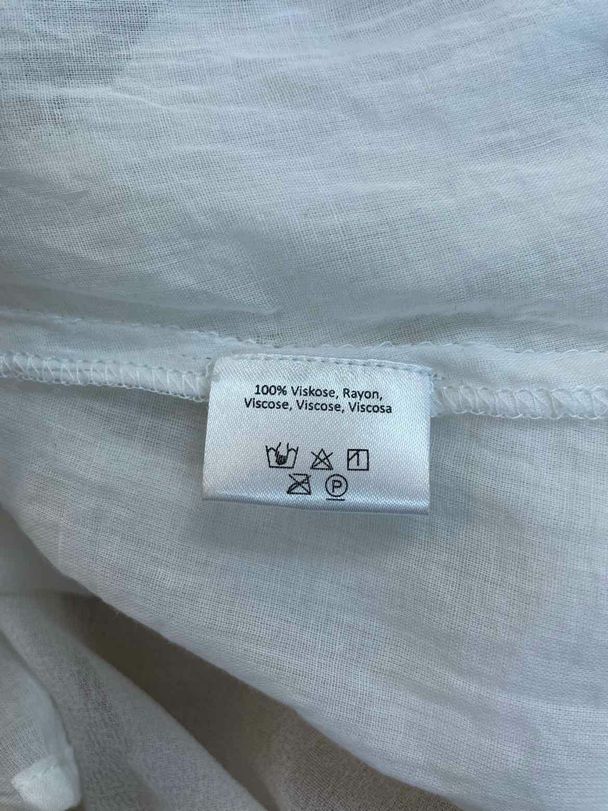 100% Viskose, Rayon,
Viscose, Viscose, Viscosa
P